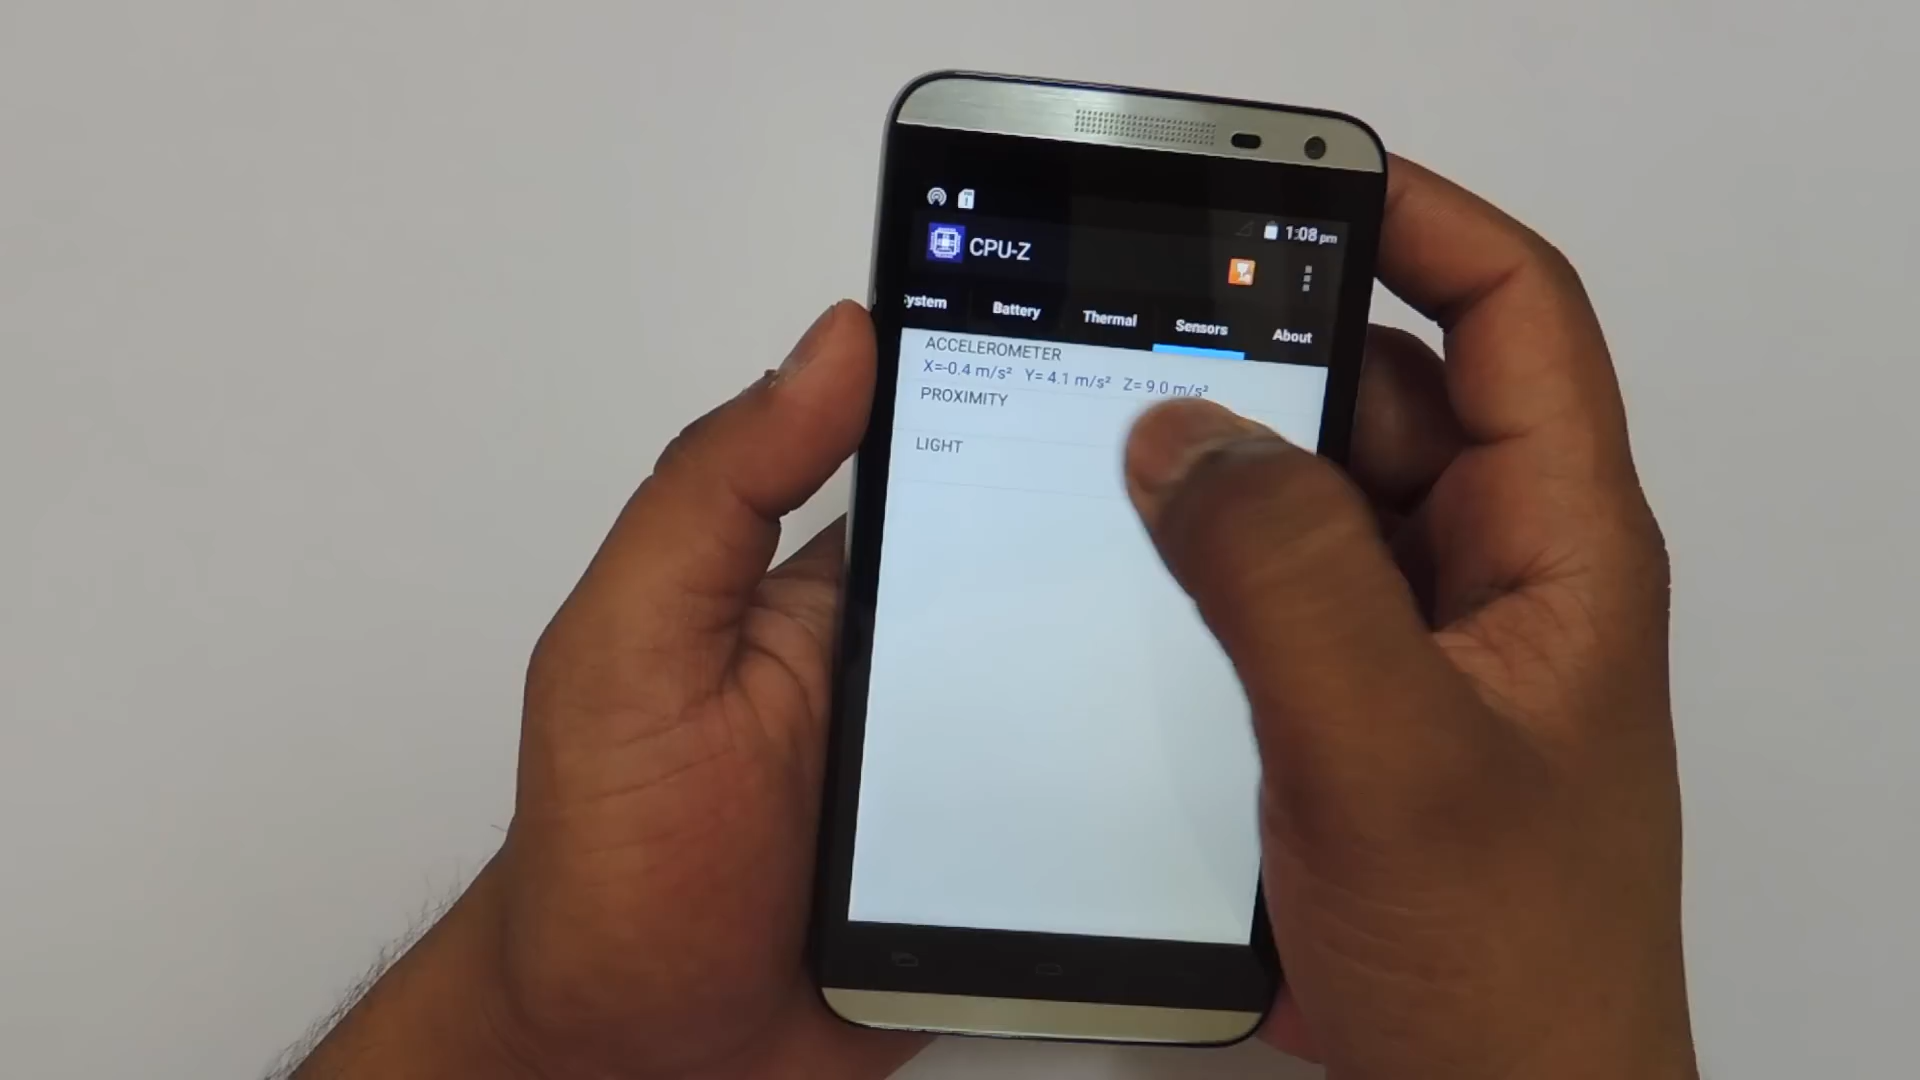 1:08 pm
CPU-Z
System Battery Thermal Sensors About
ACCELEROMETER
X=-0.4 m/s² Y= 4.1 m/s² Z= 9.0 m/s²
PROXIMITY
LIGHT